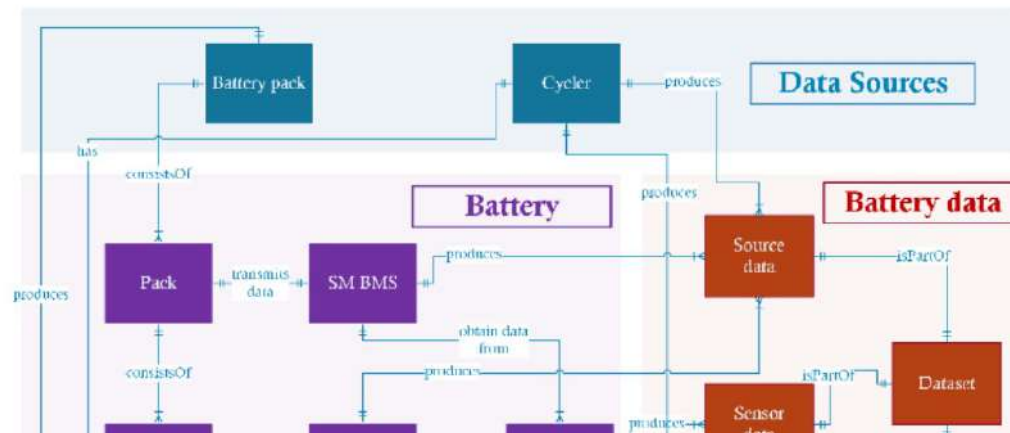 Battery pack
Cycler
produces
Data Sources
has
consistsOf
Battery
produces
Battery data
Source
data
Pack
transmits
data
SM BMS
produces
isPartOf
produces
obtain data
from
consistsOf
produces
isPartOf
Dataset
Sensor
data
produces